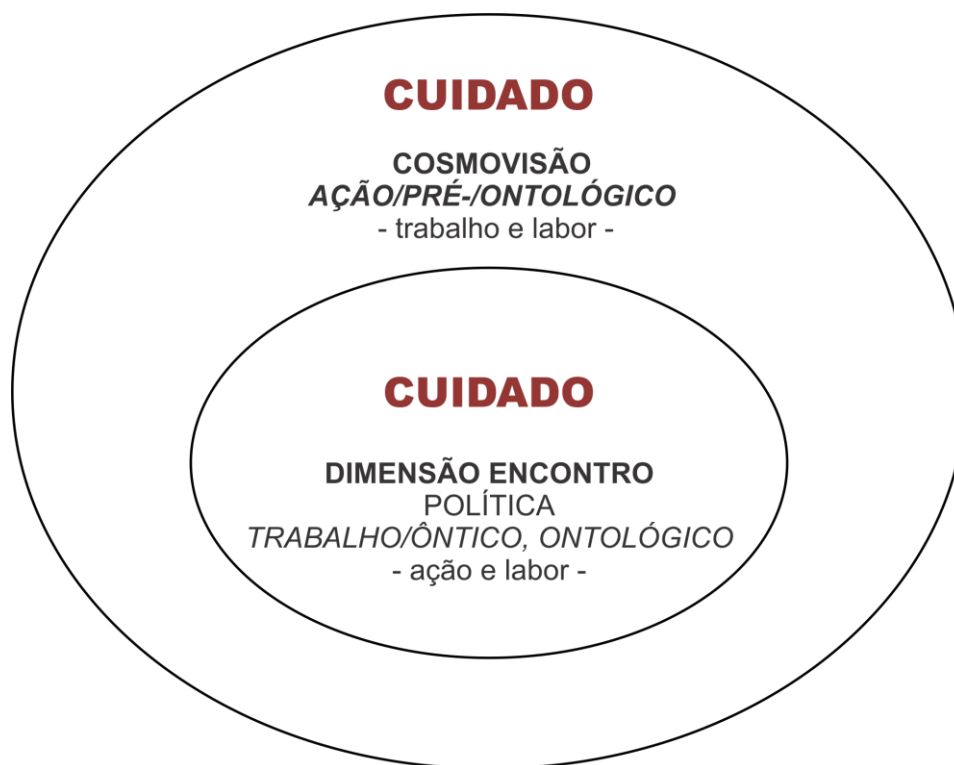 CUIDADO
COSMOVISÃO
AÇÃO/PRÉ-/ONTOLÓGICO
- trabalho e labor -
CUIDADO
DIMENSÃO ENCONTRO
POLÍTICA
TRABALHO/ÔNTICO, ONTOLÓGICO
- ação e labor -